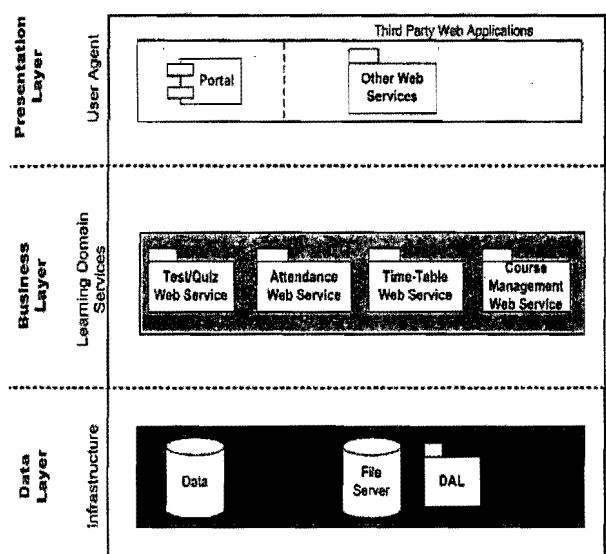 Third Party Web Applications
Presentation
Layer
User Agent
Portal
Other Web
Services
Business
Layer
Learning Domain
Services
Test/Quiz
Web Service
Attendance
Web Service
Time-Table
Web Service
Course
Management
Web Service
Data
Layer
Infrastructure
Data
File
Server
DAL